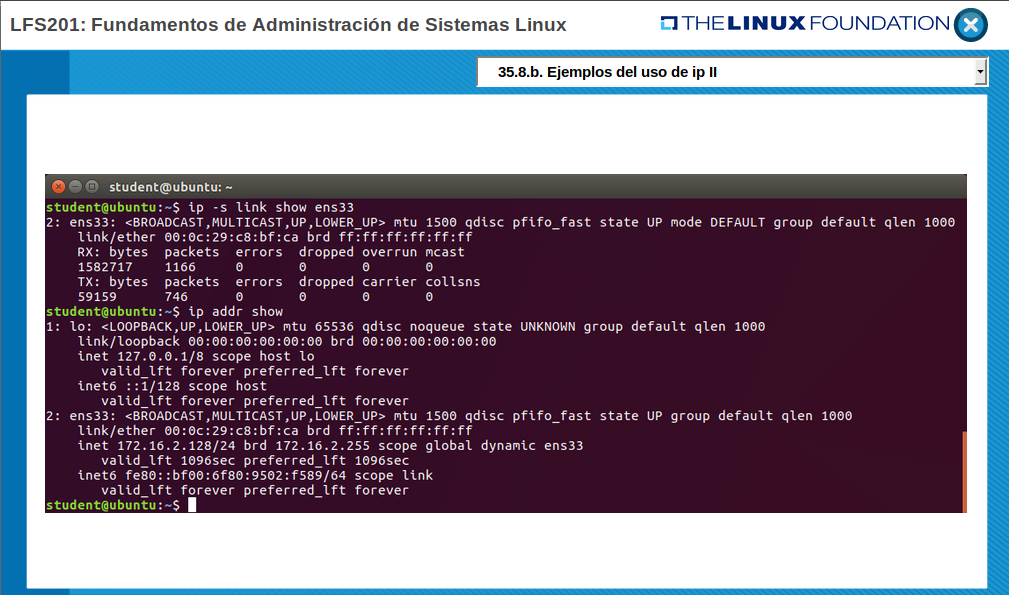 LFS201: Fundamentos de Administración de Sistemas Linux
THE LINUX FOUNDATION
35.8.b. Ejemplos del uso de ip II
student@ubuntu: ~
student@ubuntu:~$ ip -s link show ens33
2: ens33: <BROADCAST,MULTICAST,UP,LOWER_UP> mtu 1500 qdisc pfifo_fast state UP mode DEFAULT group default qlen 1000
    link/ether 00:0c:29:c8:bf:ca brd ff:ff:ff:ff:ff:ff
    RX: bytes  packets  errors  dropped overrun mcast
    1582717    1166     0       0       0       0
    TX: bytes  packets  errors  dropped carrier collsns
    59159      746      0       0       0       0
student@ubuntu:~$ ip addr show
1: lo: <LOOPBACK,UP,LOWER_UP> mtu 65536 qdisc noqueue state UNKNOWN group default qlen 1000
    link/loopback 00:00:00:00:00:00 brd 00:00:00:00:00:00
    inet 127.0.0.1/8 scope host lo
       valid_lft forever preferred_lft forever
    inet6 ::1/128 scope host
       valid_lft forever preferred_lft forever
2: ens33: <BROADCAST,MULTICAST,UP,LOWER_UP> mtu 1500 qdisc pfifo_fast state UP group default qlen 1000
    link/ether 00:0c:29:c8:bf:ca brd ff:ff:ff:ff:ff:ff
    inet 172.16.2.128/24 brd 172.16.2.255 scope global dynamic ens33
       valid_lft 1096sec preferred_lft 1096sec
    inet6 fe80::bf00:6f80:9502:f589/64 scope link
       valid_lft forever preferred_lft forever
student@ubuntu:~$